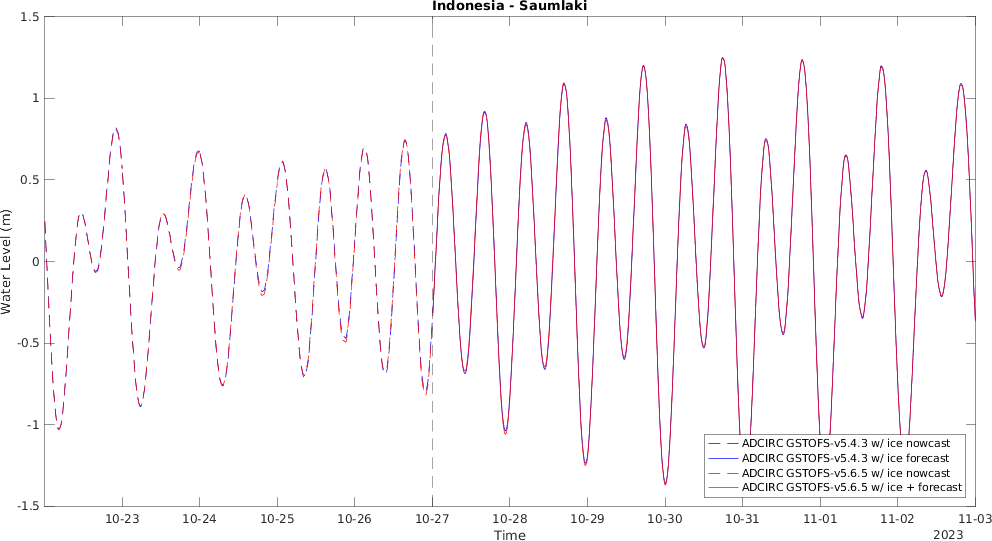 Indonesia - Saumlaki
1.5
1
0.5
0
-0.5
-1
-1.5
Water Level (m)
ADCIRC GSTOFS-v5.4.3 w/ ice nowcast
ADCIRC GSTOFS-v5.4.3 w/ ice forecast
ADCIRC GSTOFS-v5.6.5 w/ ice nowcast
ADCIRC GSTOFS-v5.6.5 w/ ice + forecast
10-23 10-24 10-25 10-26 10-27 10-28 10-29 10-30 10-31 11-01 11-02 11-03
Time
2023